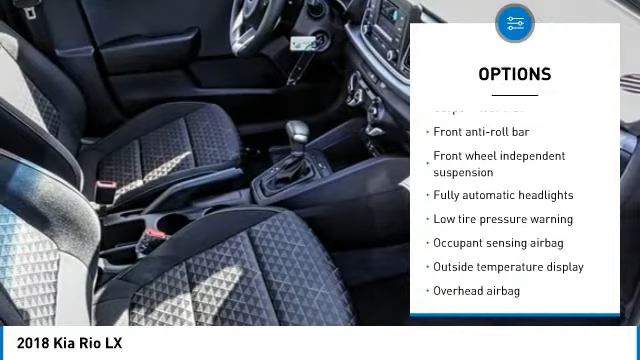 OPTIONS
Front anti-roll bar
Front wheel independent
suspension
Fully automatic headlights
Low tire pressure warning
Occupant sensing airbag
Outside temperature display
Overhead airbag
2018 Kia Rio LX